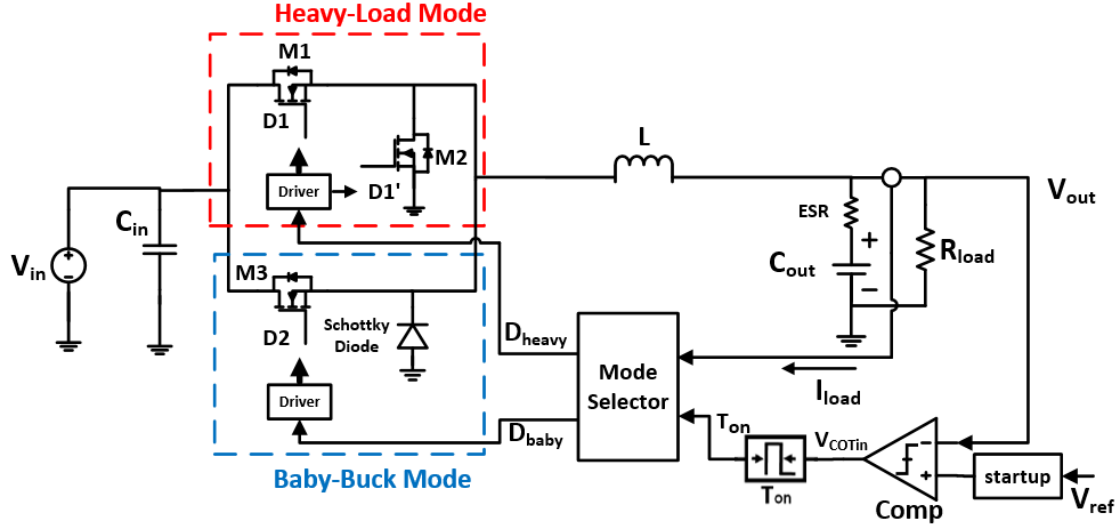 Heavy-Load Mode
M1
D1
M2
Driver
D1'
L
V_out
ESR
+
C_in
R_load
V_in
+
-
C_out
-
M3
D2
Schottky
Diode
D_heavy
Mode
Selector
I_load
Driver
D_baby
T_on
V_COTin
-
+
startup
T_on
Comp
V_ref
Baby-Buck Mode